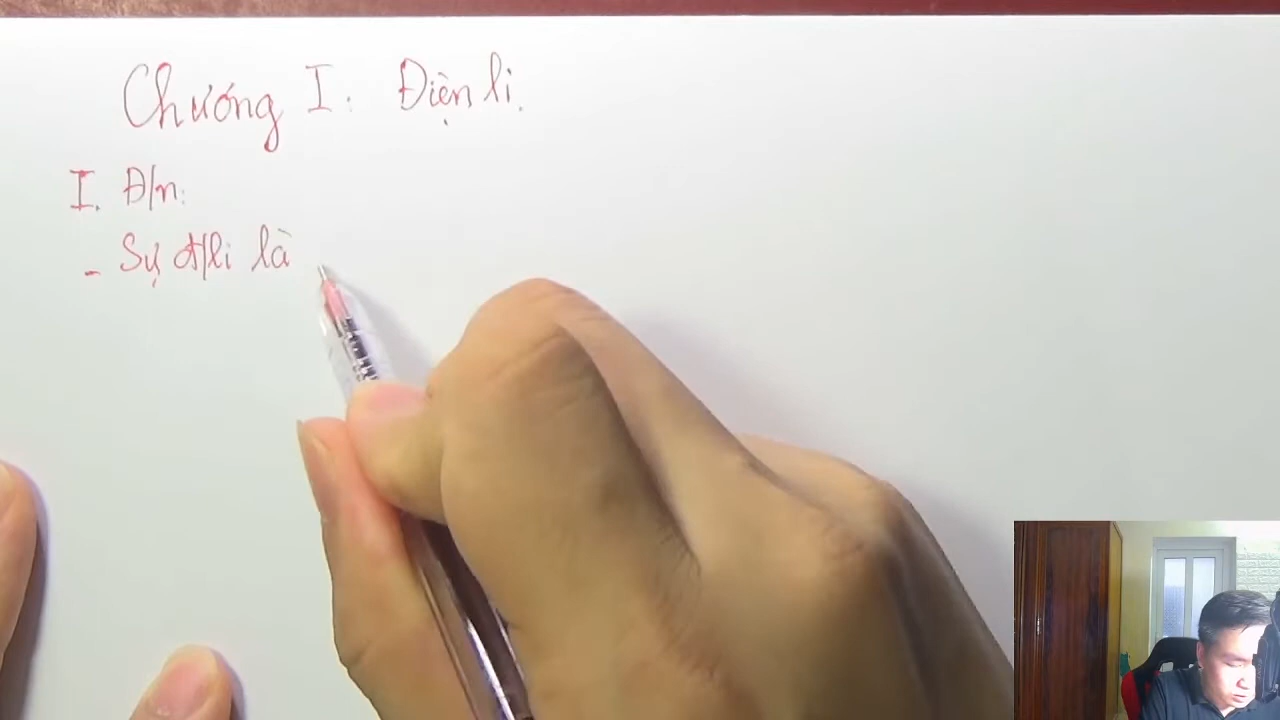 Chương I: Điện li.
I. Đ/n:
- Sự đ/li là